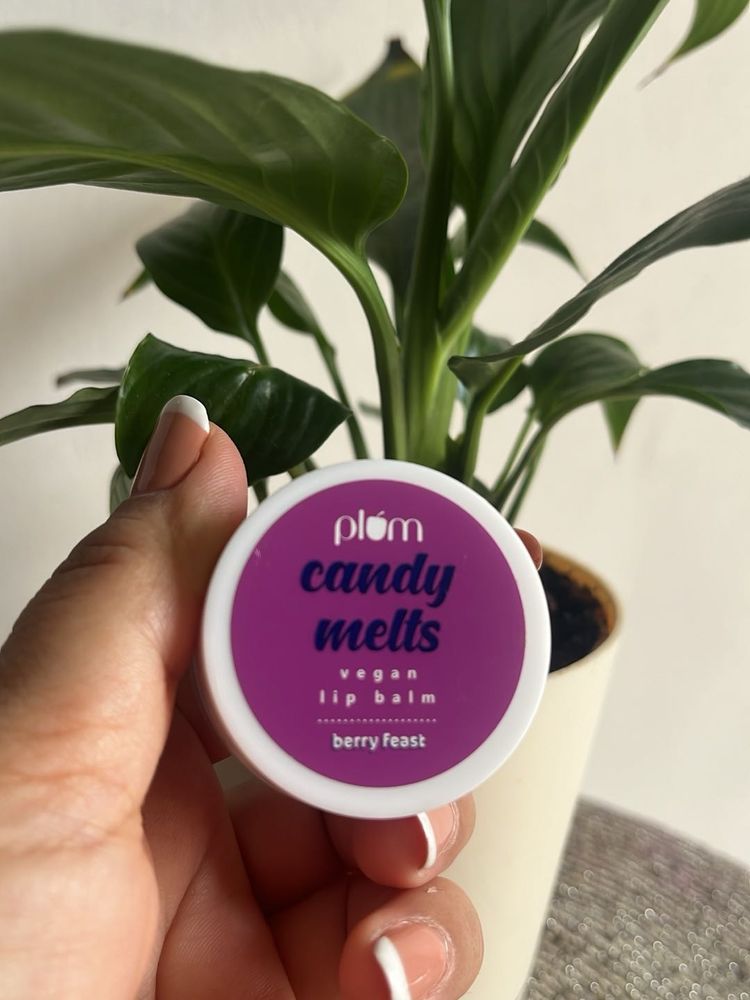 plum
candy
melts
vegan
lip balm
berry feast